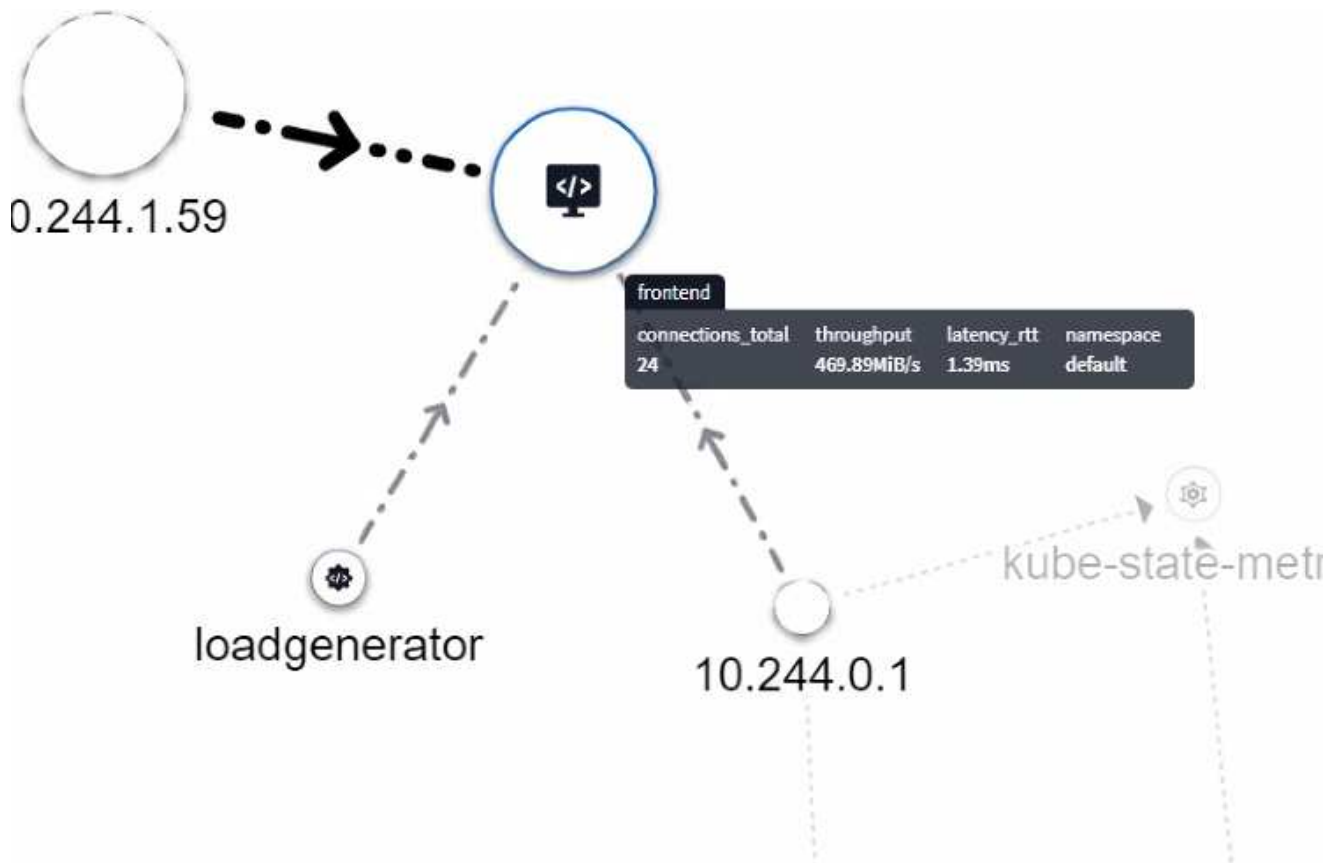 0.244.1.59
</>
frontend
connections_total throughput latency_rtt namespace
24 469.89MiB/s 1.39ms default
kube-state-metr
</>
loadgenerator
10.244.0.1